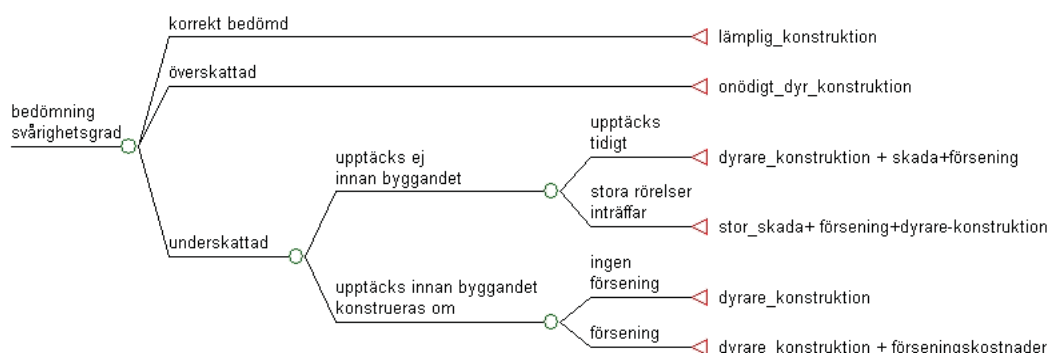 korrekt bedömd
lämplig_konstruktion
överskattad
onödigt_dyr_konstruktion
bedömning
svårighetsgrad
upptäcks ej
innan byggandet
upptäcks
tidigt
dyrare_konstruktion + skada+försening
stora rörelser
inträffar
stor_skada+ försening+dyrare-konstruktion
underskattad
upptäcks innan byggandet
konstrueras om
ingen
försening
dyrare_konstruktion
försening
dyrare_konstruktion + förseningskostnader